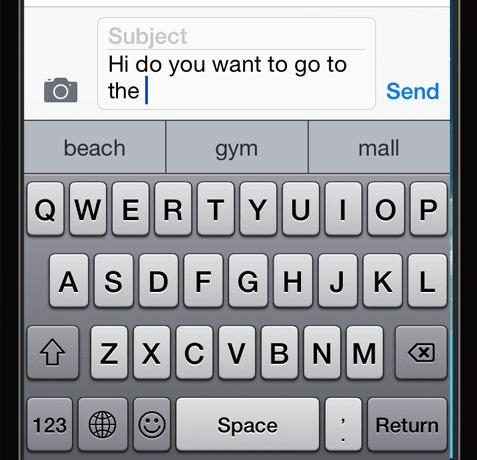 Subject
Hi do you want to go to
the
Send
beach gym mall
Q W E R T Y U I O P
A S D F G H J K L
Z X C V B N M
123 Space , . Return